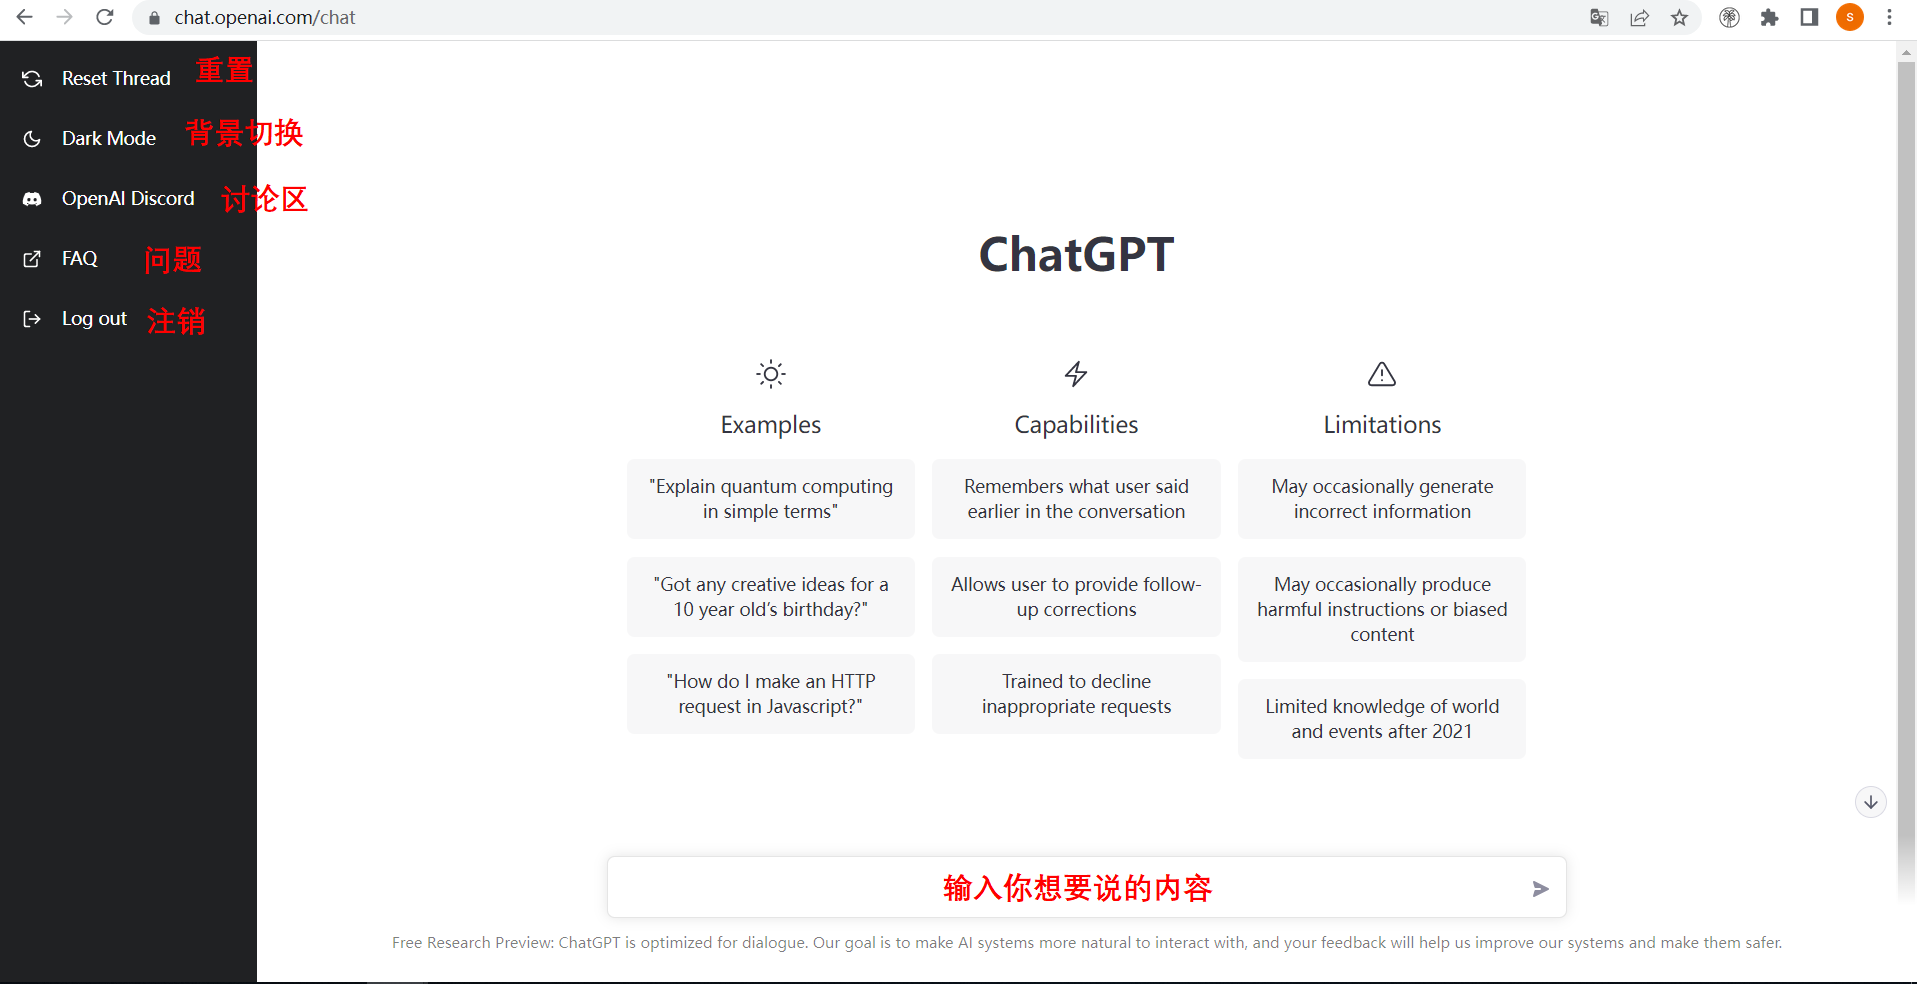 chat.openai.com/chat
S
Reset Thread 重置
Dark Mode 背景切换
OpenAI Discord 讨论区
FAQ 问题
Log out 注销
ChatGPT
Examples
"Explain quantum computing
in simple terms"
"Got any creative ideas for a
10 year old’s birthday?"
"How do I make an HTTP
request in Javascript?"
Capabilities
Remembers what user said
earlier in the conversation
Allows user to provide follow-
up corrections
Trained to decline
inappropriate requests
Limitations
May occasionally generate
incorrect information
May occasionally produce
harmful instructions or biased
content
Limited knowledge of world
and events after 2021
输入你想要说的内容
Free Research Preview: ChatGPT is optimized for dialogue. Our goal is to make AI systems more natural to interact with, and your feedback will help us improve our systems and make them safer.